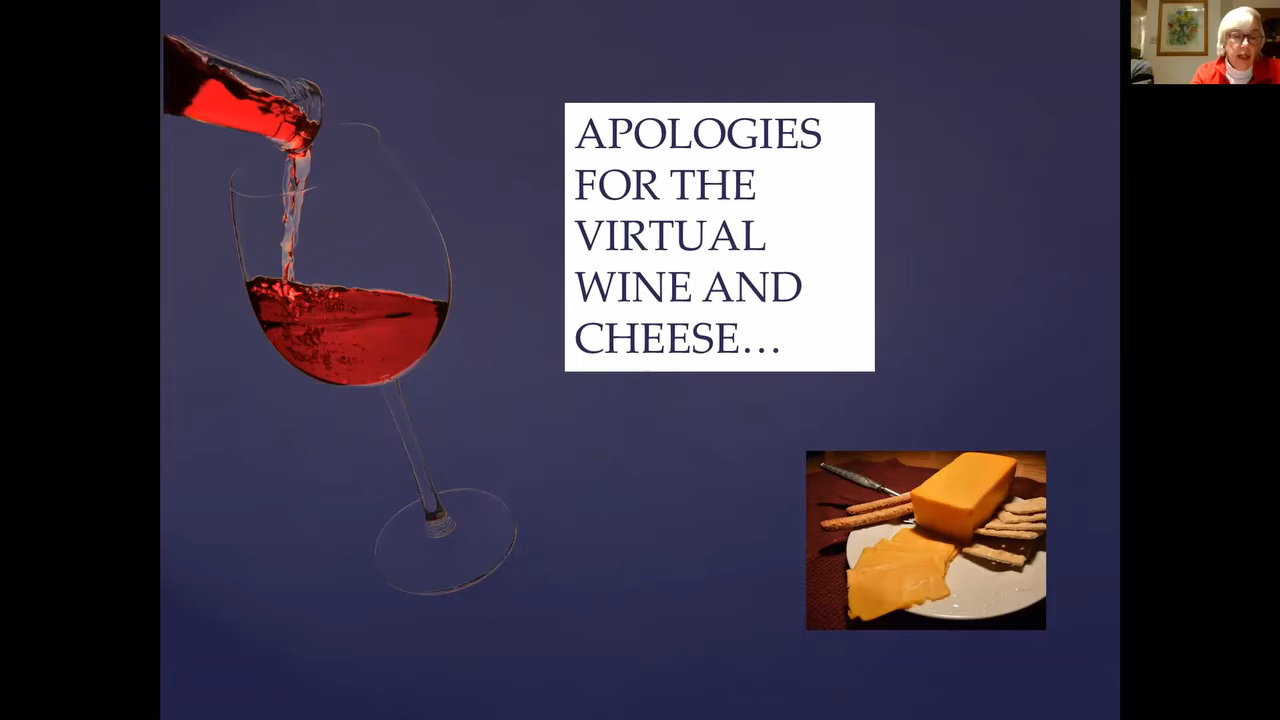 APOLOGIES
FOR THE
VIRTUAL
WINE AND
CHEESE…